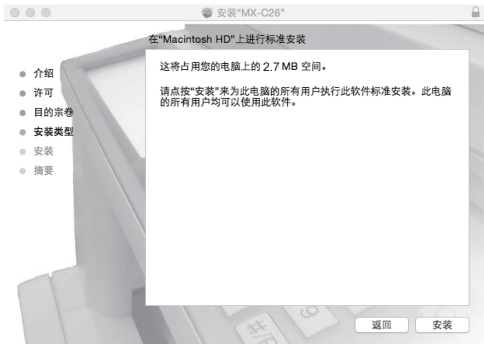 安装"MX-C26"
在"Macintosh HD"上进行标准安装
介绍
许可
目的宗卷
安装类型
安装
摘要
这将占用您的电脑上的 2.7 MB 空间。
请点按"安装"来为此电脑的所有用户执行此软件标准安装。此电脑
的所有用户均可以使用此软件。
9
#/P
返回
安装